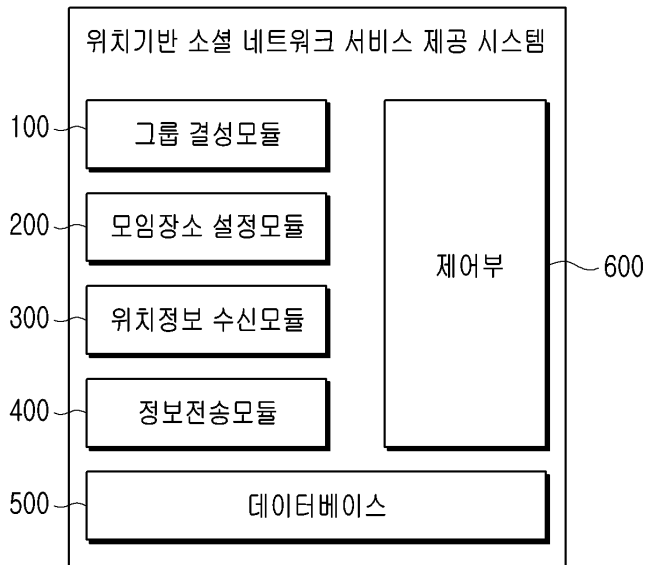 위치기반 소셜 네트워크 서비스 제공 시스템
100
그룹 결성모듈
200
모임장소 설정모듈
300
위치정보 수신모듈
400
정보전송모듈
제어부
600
500
데이터베이스